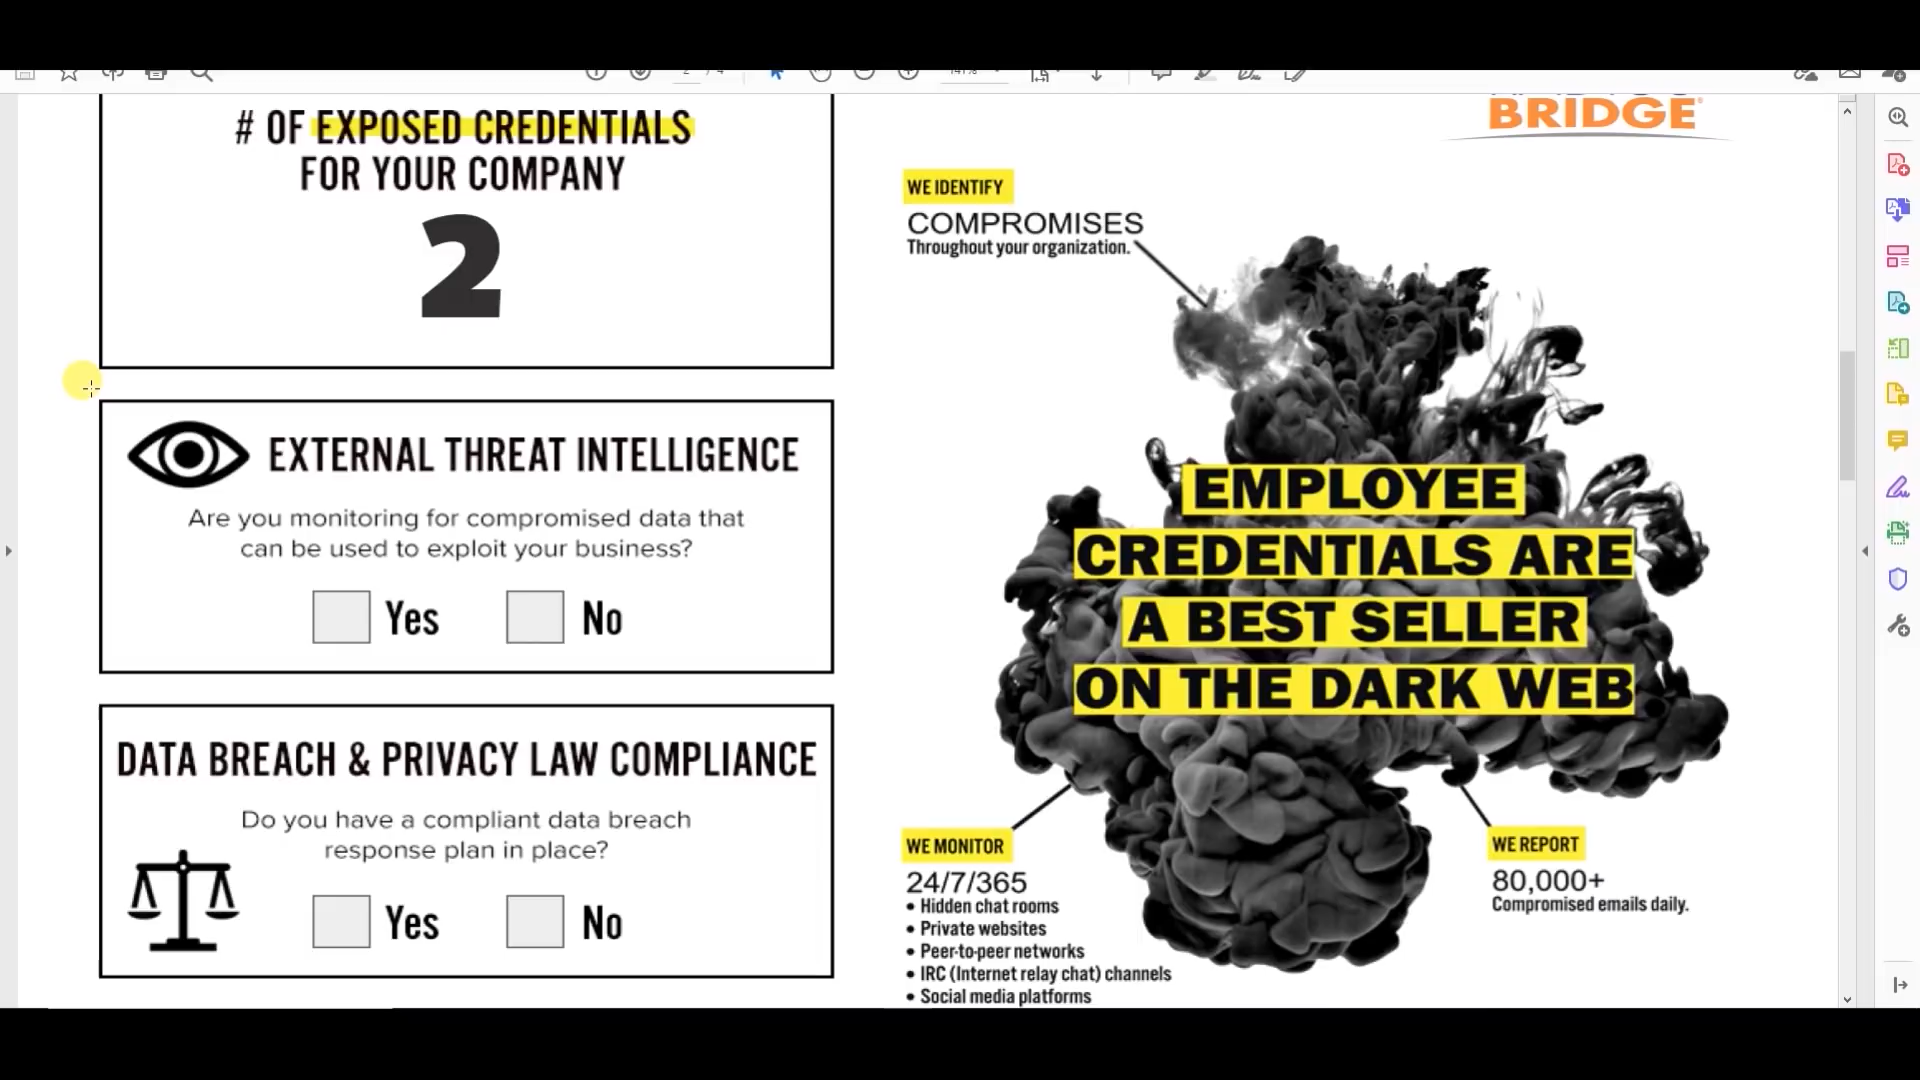 # OF EXPOSED CREDENTIALS
FOR YOUR COMPANY
2
EXTERNAL THREAT INTELLIGENCE
Are you monitoring for compromised data that
can be used to exploit your business?
Yes No
DATA BREACH & PRIVACY LAW COMPLIANCE
Do you have a compliant data breach
response plan in place?
Yes No
BRIDGE
WE IDENTIFY
COMPROMISES
Throughout your organization.
EMPLOYEE
CREDENTIALS ARE
A BEST SELLER
ON THE DARK WEB
WE MONITOR
24/7/365
• Hidden chat rooms
• Private websites
• Peer-to-peer networks
• IRC (Internet relay chat) channels
• Social media platforms
WE REPORT
80,000+
Compromised emails daily.